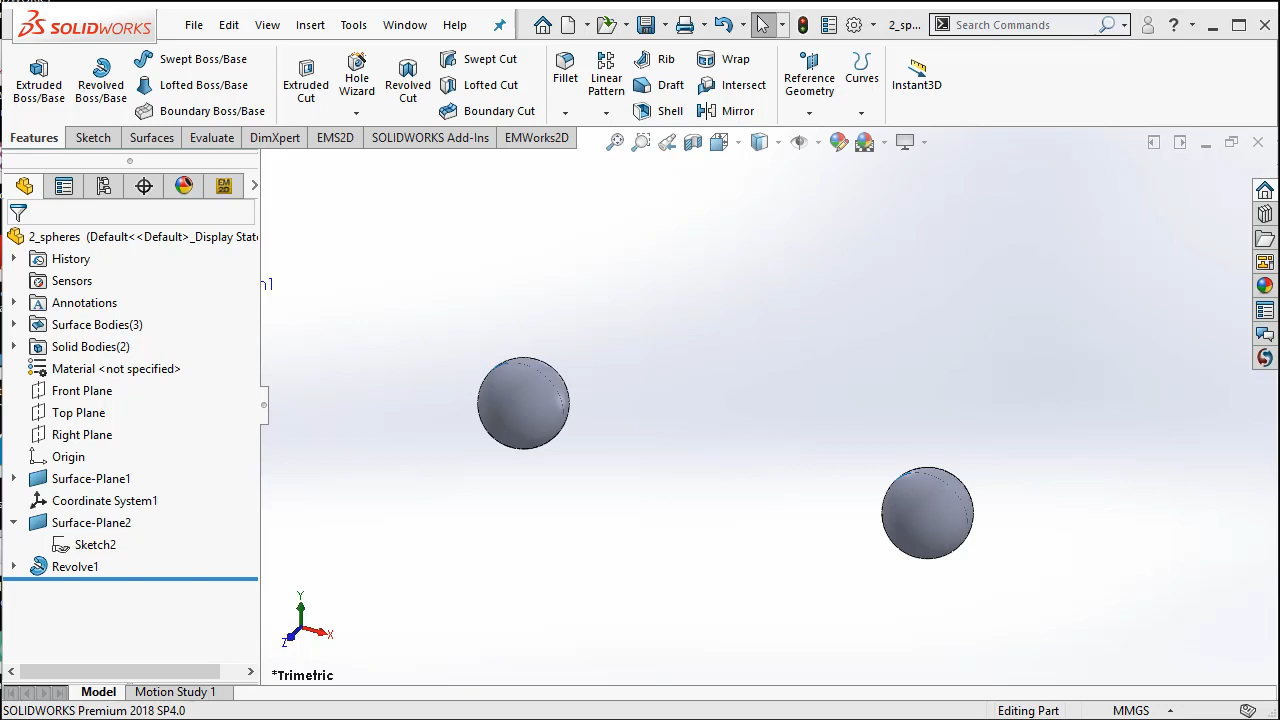 SOLIDWORKS File Edit View Insert Tools Window Help 2_sp... Search Commands
Extruded Boss/Base
Revolved Boss/Base
Swept Boss/Base
Lofted Boss/Base
Boundary Boss/Base
Extruded Cut
Hole Wizard
Revolved Cut
Swept Cut
Lofted Cut
Boundary Cut
Fillet
Linear Pattern
Rib
Draft
Shell
Wrap
Intersect
Mirror
Reference Geometry
Curves
Instant3D
Features Sketch Surfaces Evaluate DimXpert EMS2D SOLIDWORKS Add-Ins EMWorks2D
2_spheres (Default<<Default>_Display Stat
History
Sensors
Annotations
Surface Bodies(3)
Solid Bodies(2)
Material <not specified>
Front Plane
Top Plane
Right Plane
Origin
Surface-Plane1
Coordinate System1
Surface-Plane2
Sketch2
Revolve1
n1
Y
X
Z
*Trimetric
Model Motion Study 1
SOLIDWORKS Premium 2018 SP4.0 Editing Part MMGS